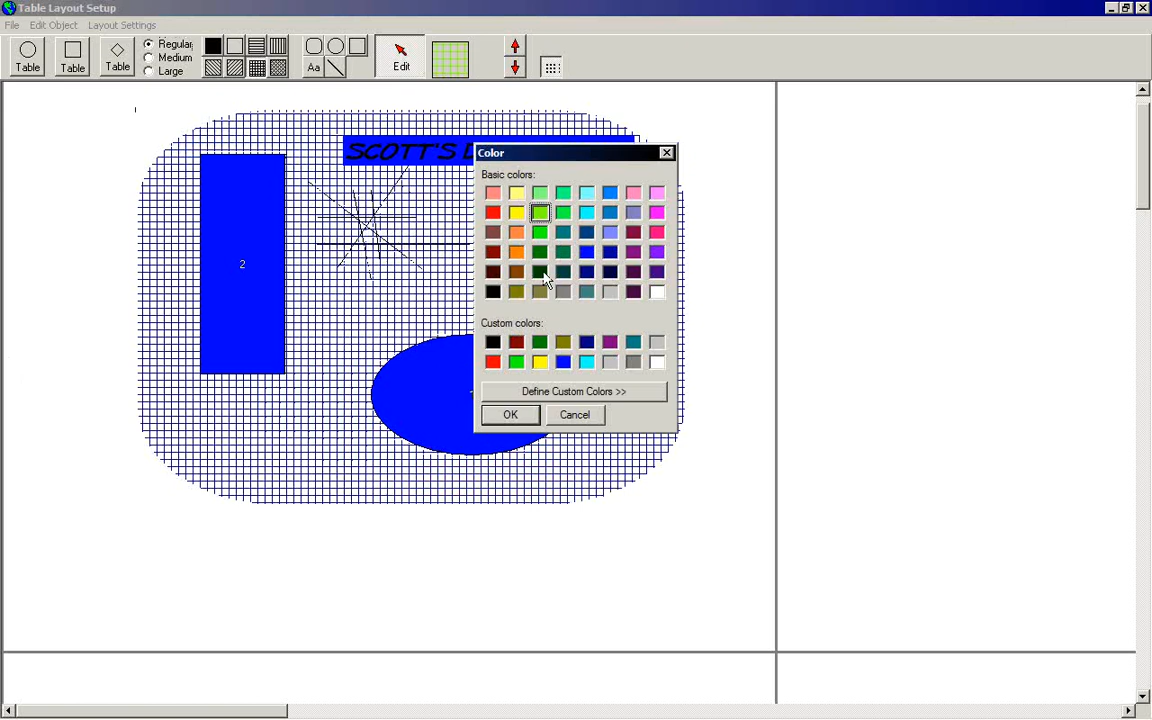 Table Layout Setup
File Edit Object Layout Settings
Table Table Table Regular Medium Large Aa Edit
SCOTT'S
Color
Basic colors:
2
Custom colors:
Define Custom Colors >>
OK Cancel